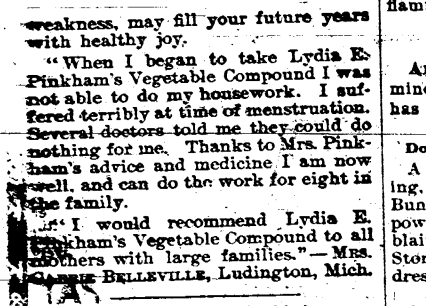 weakness, may fill your future years
with healthy joy.
"When I began to take Lydia E.
Pinkham's Vegetable Compound I was
not able to do my housework. I suf-
fered terribly at time of menstruation.
Several doctors told me they could do
nothing for me. Thanks to Mrs. Pink-
ham's advice and medicine I am now
well, and can do the work for eight in
the family.
"I would recommend Lydia E.
Pinkham's Vegetable Compound to all
mothers with large families."—MRS.
CARRIE BELLEVILLE, Ludington, Mich.
flam
A
min
has
Do
A
ing,
Bun
pow
blai
Stor
dres